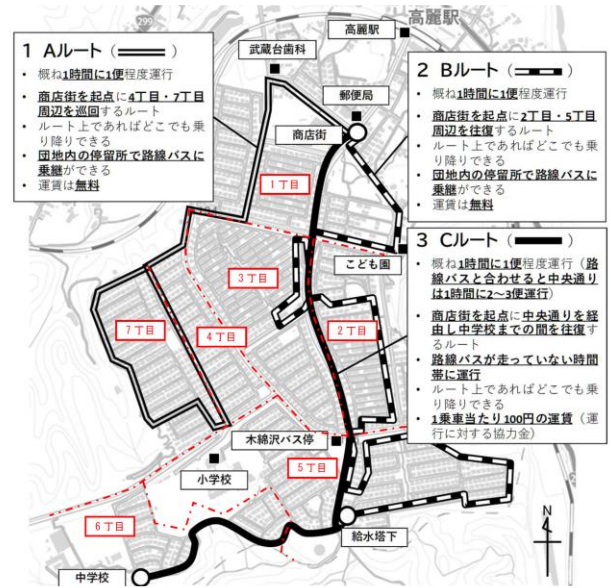 高麗駅
299
武蔵台歯科
郵便局
商店街
1 Aルート( )
• 概ね1時間に1便程度運行
• 商店街を起点に4丁目・7丁目
周辺を巡回するルート
• ルート上であればどこでも乗
り降りできる
• 団地内の停留所で路線バスに
乗継ができる
• 運賃は無料
2 Bルート( )
• 概ね1時間に1便程度運行
• 商店街を起点に2丁目・5丁目
周辺を往復するルート
• ルート上であればどこでも乗
り降りできる
• 団地内の停留所で路線バスに
乗継ができる
• 運賃は無料
3 Cルート( )
• 概ね1時間に1便程度運行(路
線バスと合わせると中央通り
は1時間に2～3便運行)
• 商店街を起点に中央通りを経
由し中学校までの間を往復す
るルート
• 路線バスが走っていない時間
帯に運行
• ルート上であればどこでも乗
り降りできる
• 1乗車当たり100円の運賃(運
行に対する協力金)
1丁目
こども園
3丁目
7丁目
4丁目
2丁目
木綿沢バス停
小学校
5丁目
6丁目
給水塔下
中学校
N